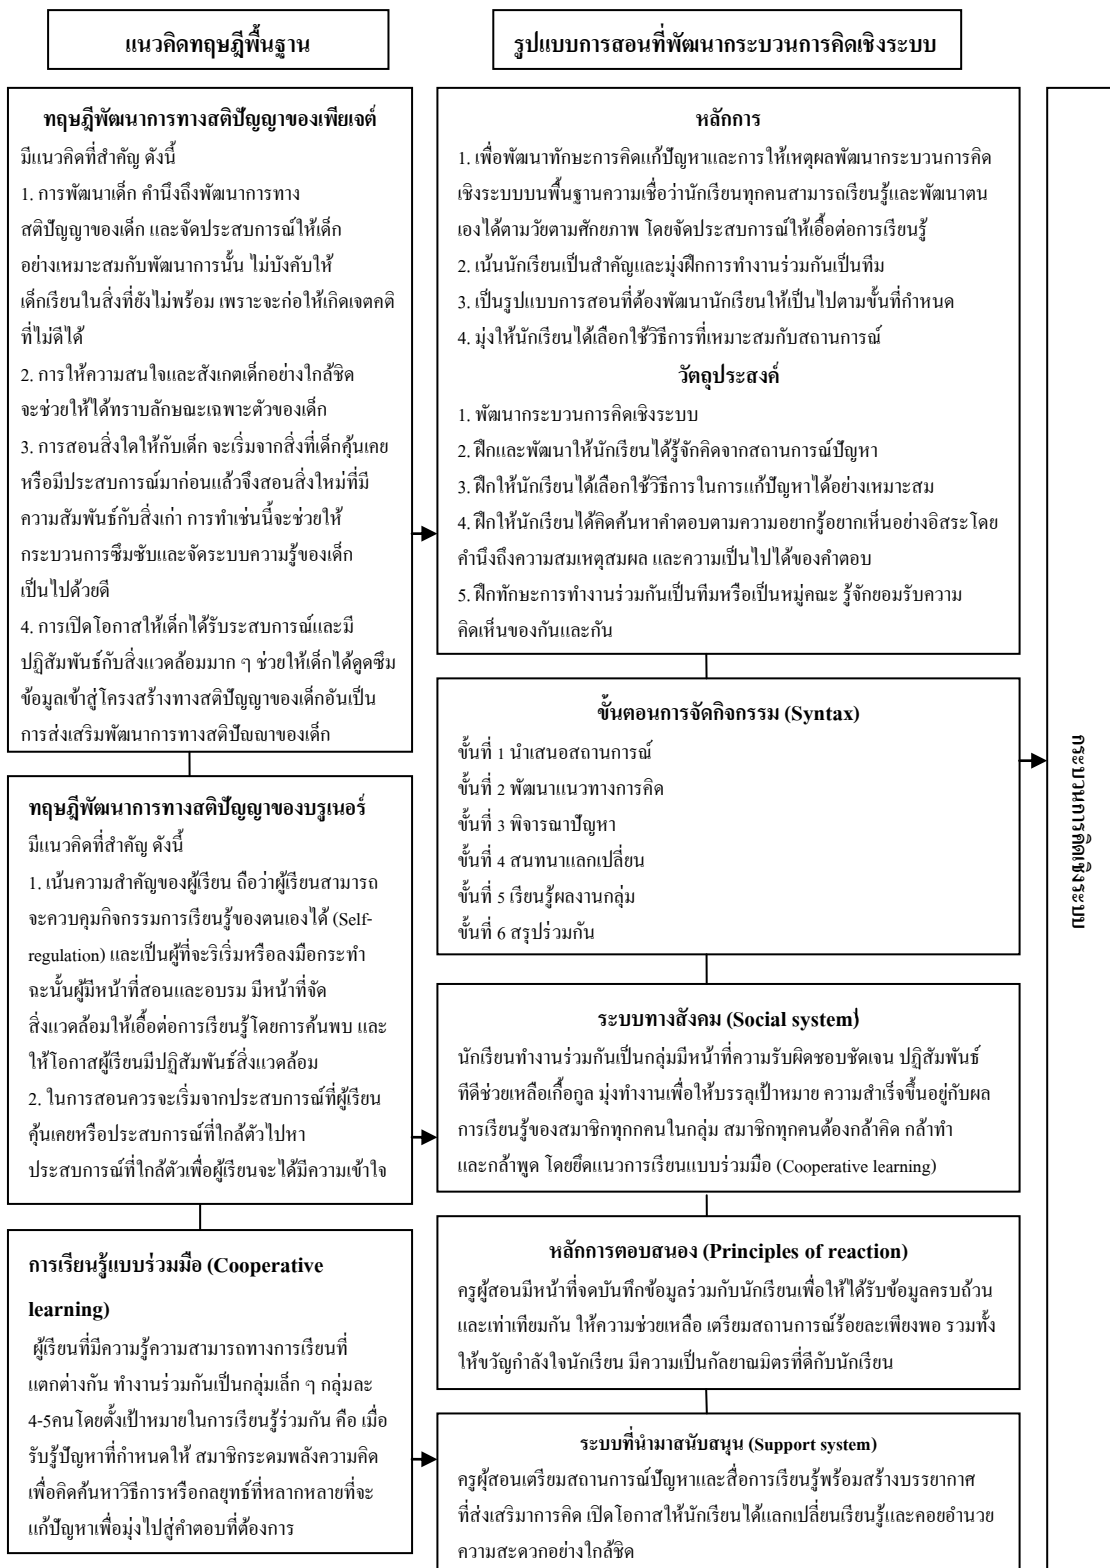 แนวคิดทฤษฎีพื้นฐาน
รูปแบบการสอนที่พัฒนากระบวนการคิดเชิงระบบ
ทฤษฎีพัฒนาการทางสติปัญญาของเพียเจต์
มีแนวคิดที่สำคัญ ดังนี้
1. การพัฒนาเด็ก คำนึงถึงพัฒนาการทาง
สติปัญญาของเด็ก และจัดประสบการณ์ให้เด็ก
อย่างเหมาะสมกับพัฒนาการนั้น ไม่บังคับให้
เด็กเรียนในสิ่งที่ยังไม่พร้อม เพราะจะก่อให้เกิดเจตคติ
ที่ไม่ดีได้
2. การให้ความสนใจและสังเกตเด็กอย่างใกล้ชิด
จะช่วยให้ได้ทราบลักษณะเฉพาะตัวของเด็ก
3. การสอนสิ่งใดให้กับเด็ก จะเริ่มจากสิ่งที่เด็กคุ้นเคย
หรือมีประสบการณ์มาก่อนแล้วจึงสอนสิ่งใหม่ที่มี
ความสัมพันธ์กับสิ่งเก่า การทำเช่นนี้จะช่วยให้
กระบวนการซึมซับและจัดระบบความรู้ของเด็ก
เป็นไปด้วยดี
4. การเปิดโอกาสให้เด็กได้รับประสบการณ์และมี
ปฏิสัมพันธ์กับสิ่งแวดล้อมมาก ๆ ช่วยให้เด็กได้ดูดซึม
ข้อมูลเข้าสู่โครงสร้างทางสติปัญญาของเด็กอันเป็น
การส่งเสริมพัฒนาการทางสติปัญญาของเด็ก
ทฤษฎีพัฒนาการทางสติปัญญาของบรูเนอร์
มีแนวคิดที่สำคัญ ดังนี้
1. เน้นความสำคัญของผู้เรียน ถือว่าผู้เรียนสามารถ
จะควบคุมกิจกรรมการเรียนรู้ของตนเองได้ (Self-
regulation) และเป็นผู้ที่จะริเริ่มหรือลงมือกระทำ
ฉะนั้นผู้มีหน้าที่สอนและอบรม มีหน้าที่จัด
สิ่งแวดล้อมให้เอื้อต่อการเรียนรู้โดยการค้นพบ และ
ให้โอกาสผู้เรียนมีปฏิสัมพันธ์สิ่งแวดล้อม
2. ในการสอนควรจะเริ่มจากประสบการณ์ที่ผู้เรียน
คุ้นเคยหรือประสบการณ์ที่ใกล้ตัวไปหา
ประสบการณ์ที่ใกล้ตัวเพื่อผู้เรียนจะได้มีความเข้าใจ
การเรียนรู้แบบร่วมมือ (Cooperative
learning)
ผู้เรียนที่มีความรู้ความสามารถทางการเรียนที่
แตกต่างกัน ทำงานร่วมกันเป็นกลุ่มเล็ก ๆ กลุ่มละ
4-5คนโดยตั้งเป้าหมายในการเรียนรู้ร่วมกัน คือ เมื่อ
รับรู้ปัญหาที่กำหนดให้ สมาชิกระดมพลังความคิด
เพื่อคิดค้นหาวิธีการหรือกลยุทธ์ที่หลากหลายที่จะ
แก้ปัญหาเพื่อมุ่งไปสู่คำตอบที่ต้องการ
หลักการ
1. เพื่อพัฒนาทักษะการคิดแก้ปัญหาและการให้เหตุผลพัฒนากระบวนการคิด
เชิงระบบบนพื้นฐานความเชื่อว่านักเรียนทุกคนสามารถเรียนรู้และพัฒนาตน
เองได้ตามวัยตามศักยภาพ โดยจัดประสบการณ์ให้เอื้อต่อการเรียนรู้
2. เน้นนักเรียนเป็นสำคัญและมุ่งฝึกการทำงานร่วมกันเป็นทีม
3. เป็นรูปแบบการสอนที่ต้องพัฒนานักเรียนให้เป็นไปตามขั้นที่กำหนด
4. มุ่งให้นักเรียนได้เลือกใช้วิธีการที่เหมาะสมกับสถานการณ์
วัตถุประสงค์
1. พัฒนากระบวนการคิดเชิงระบบ
2. ฝึกและพัฒนาให้นักเรียนได้รู้จักคิดจากสถานการณ์ปัญหา
3. ฝึกให้นักเรียนได้เลือกใช้วิธีการในการแก้ปัญหาได้อย่างเหมาะสม
4. ฝึกให้นักเรียนได้คิดค้นหาคำตอบตามความอยากรู้อยากเห็นอย่างอิสระโดย
คำนึงถึงความสมเหตุสมผล และความเป็นไปได้ของคำตอบ
5. ฝึกทักษะการทำงานร่วมกันเป็นทีมหรือเป็นหมู่คณะ รู้จักยอมรับความ
คิดเห็นของกันและกัน
ขั้นตอนการจัดกิจกรรม (Syntax)
ขั้นที่ 1 นำเสนอสถานการณ์
ขั้นที่ 2 พัฒนาแนวทางการคิด
ขั้นที่ 3 พิจารณาปัญหา
ขั้นที่ 4 สนทนาแลกเปลี่ยน
ขั้นที่ 5 เรียนรู้ผลงานกลุ่ม
ขั้นที่ 6 สรุปร่วมกัน
ระบบทางสังคม (Social system)
นักเรียนทำงานร่วมกันเป็นกลุ่มมีหน้าที่ความรับผิดชอบชัดเจน ปฏิสัมพันธ์
ที่ดีช่วยเหลือเกื้อกูล มุ่งทำงานเพื่อให้บรรลุเป้าหมาย ความสำเร็จขึ้นอยู่กับผล
การเรียนรู้ของสมาชิกทุกกคนในกลุ่ม สมาชิกทุกคนต้องกล้าคิด กล้าทำ
และกล้าพูด โดยยึดแนวการเรียนแบบร่วมมือ (Cooperative learning)
หลักการตอบสนอง (Principles of reaction)
ครูผู้สอนมีหน้าที่จดบันทึกข้อมูลร่วมกับนักเรียนเพื่อให้ได้รับข้อมูลครบถ้วน
และเท่าเทียมกัน ให้ความช่วยเหลือ เตรียมสถานการณ์ร้อยละเพียงพอ รวมทั้ง
ให้ขวัญกำลังใจนักเรียน มีความเป็นกัลยาณมิตรที่ดีกับนักเรียน
ระบบที่นำมาสนับสนุน (Support system)
ครูผุ้สอนเตรียมสถานการณ์ปัญหาและสื่อการเรียนรู้พร้อมสร้างบรรยากาศ
ที่ส่งเสริมาการคิด เปิดโอกาสให้นักเรียนได้แลกเปลี่ยนเรียนรู้และคอยอำนวย
ความสะดวกอย่างใกล้ชิด
กระบวนการคิดเชิงระบบ